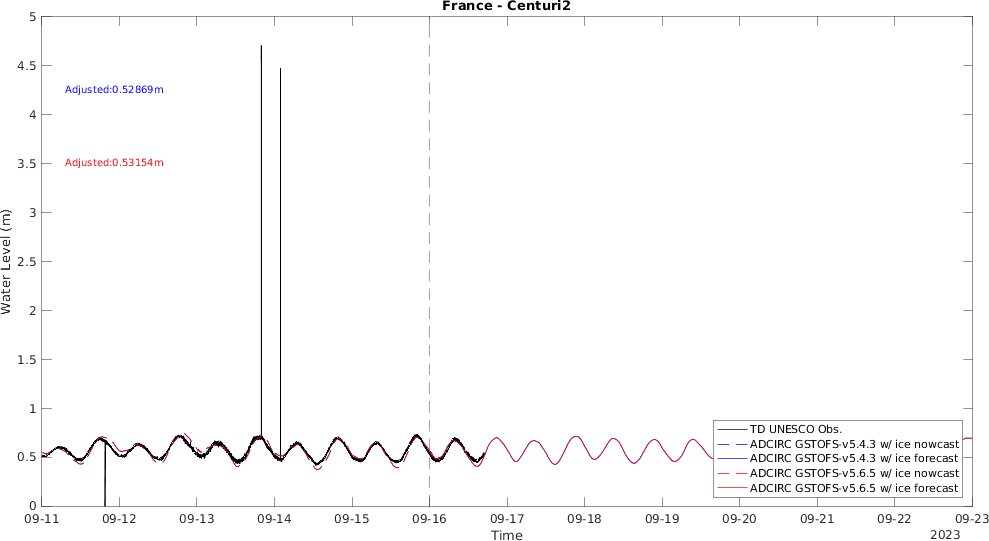 France - Centuri2
5
4.5
4
3.5
3
2.5
2
1.5
1
0.5
0
Water Level (m)
Adjusted:0.52869m
Adjusted:0.53154m
TD UNESCO Obs.
ADCIRC GSTOFS-v5.4.3 w/ ice nowcast
ADCIRC GSTOFS-v5.4.3 w/ ice forecast
ADCIRC GSTOFS-v5.6.5 w/ ice nowcast
ADCIRC GSTOFS-v5.6.5 w/ ice forecast
09-11 09-12 09-13 09-14 09-15 09-16 09-17 09-18 09-19 09-20 09-21 09-22 09-23
Time
2023